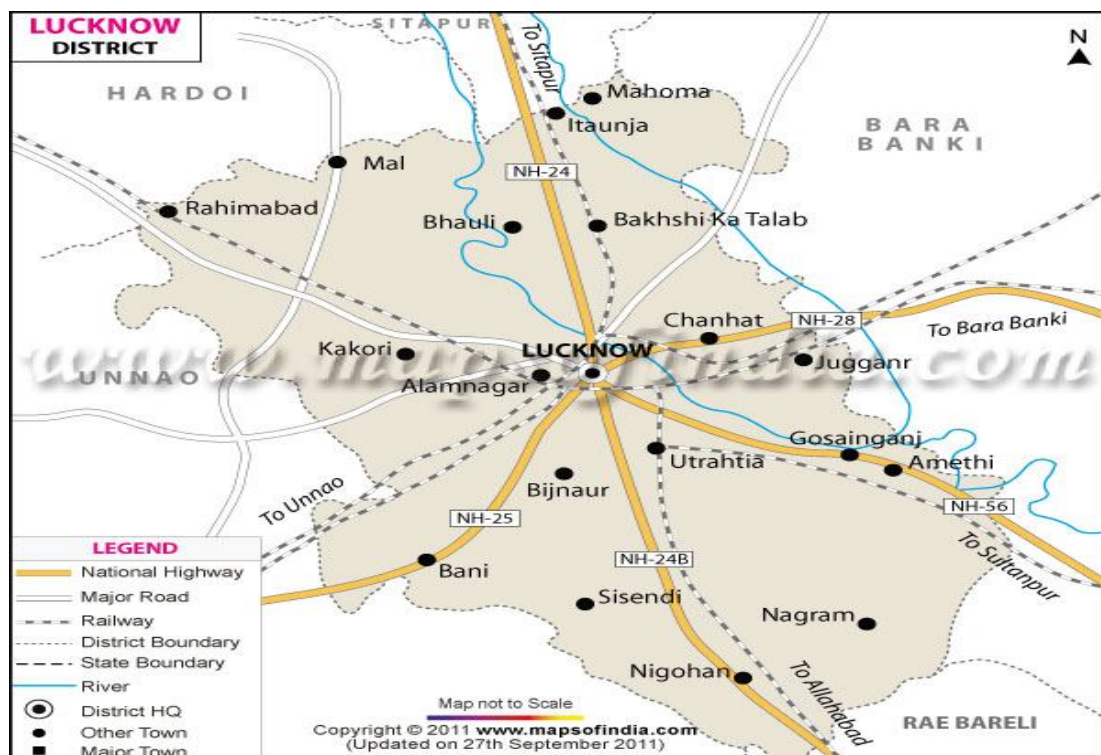 LUCKNOW
DISTRICT
SITAPUR
To Sitapur
N
HARDOI
Mahoma
Itaunja
BARA
BANKI
Mal
NH-24
Rahimabad
Bhauli
Bakhshi Ka Talab
Chanhat
NH-28
To Bara Banki
LUCKNOW
Kakori
www.mapsofindia.com
Jugganr
UNNAO
Alamnagar
Gosainganj
Utrahtia
Amethi
Bijnaur
To Unnao
NH-25
NH-56
To Sultanpur
NH-24B
Bani
Sisendi
Nagram
Nigohan
To Allahabad
RAE BARELI
LEGEND
National Highway
Major Road
Railway
District Boundary
State Boundary
River
District HQ
Other Town
Major Town
Map not to Scale
Copyright © 2011 www.mapsofindia.com
(Updated on 27th September 2011)